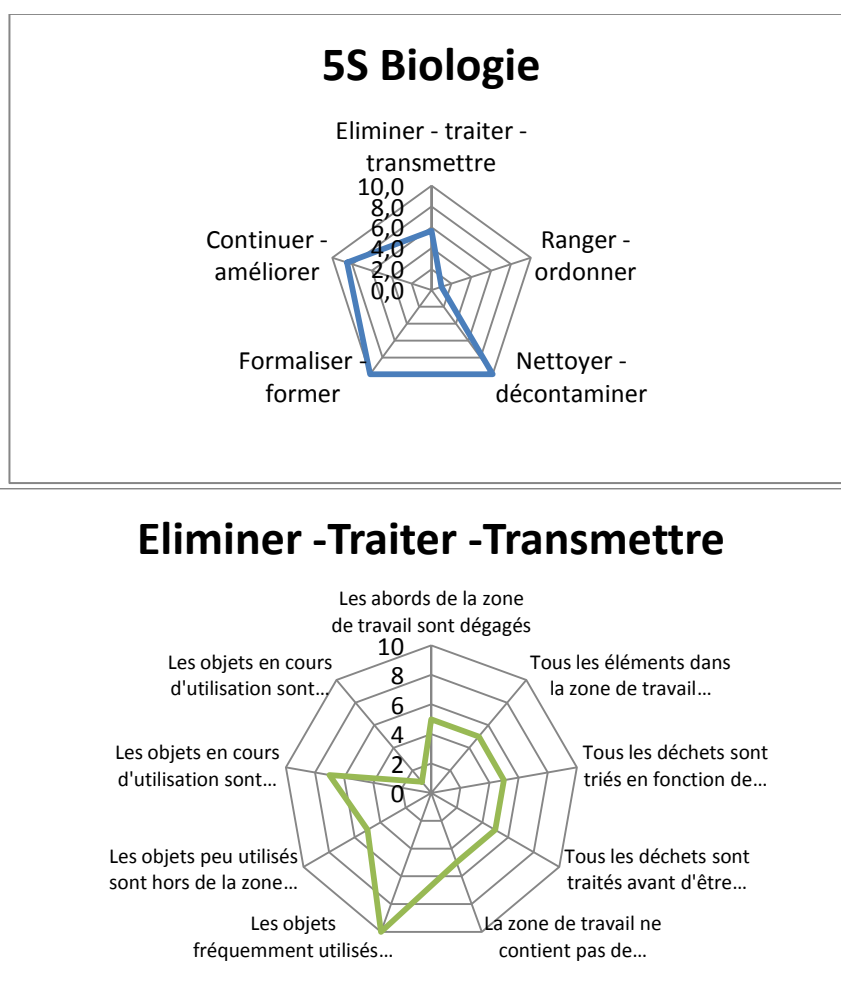 5S Biologie
Eliminer - traiter -
transmettre
10,0
8,0
6,0
4,0
2,0
0,0
Ranger -
ordonner
Nettoyer -
décontaminer
Formaliser -
former
Continuer -
améliorer
Eliminer -Traiter -Transmettre
Les abords de la zone
de travail sont dégagés
10
8
6
4
2
0
Tous les éléments dans
la zone de travail...
Tous les déchets sont
triés en fonction de...
Tous les déchets sont
traités avant d'être...
La zone de travail ne
contient pas de...
Les objets
fréquemment utilisés...
Les objets peu utilisés
sont hors de la zone...
Les objets en cours
d'utilisation sont...
Les objets en cours
d'utilisation sont...